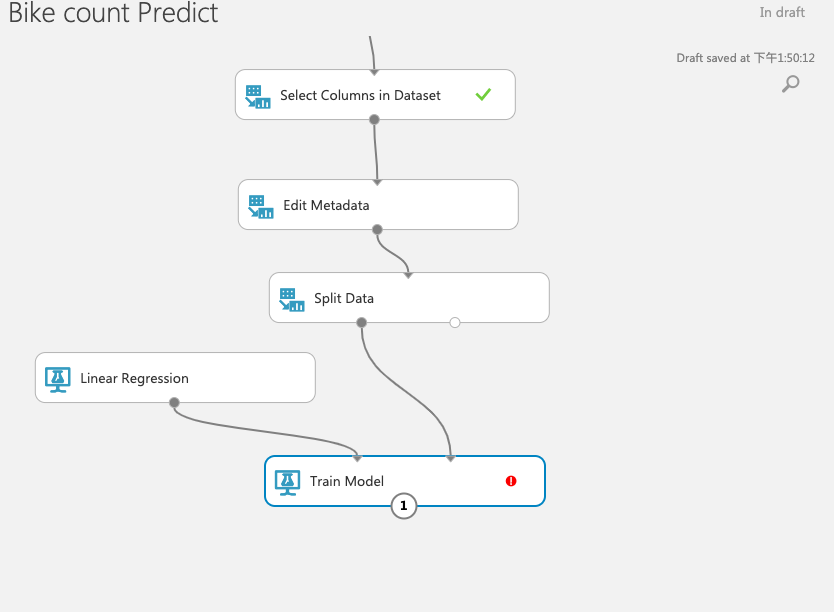 Bike count Predict
In draft
Draft saved at 下午1:50:12
Select Columns in Dataset
Edit Metadata
Split Data
Linear Regression
Train Model
1